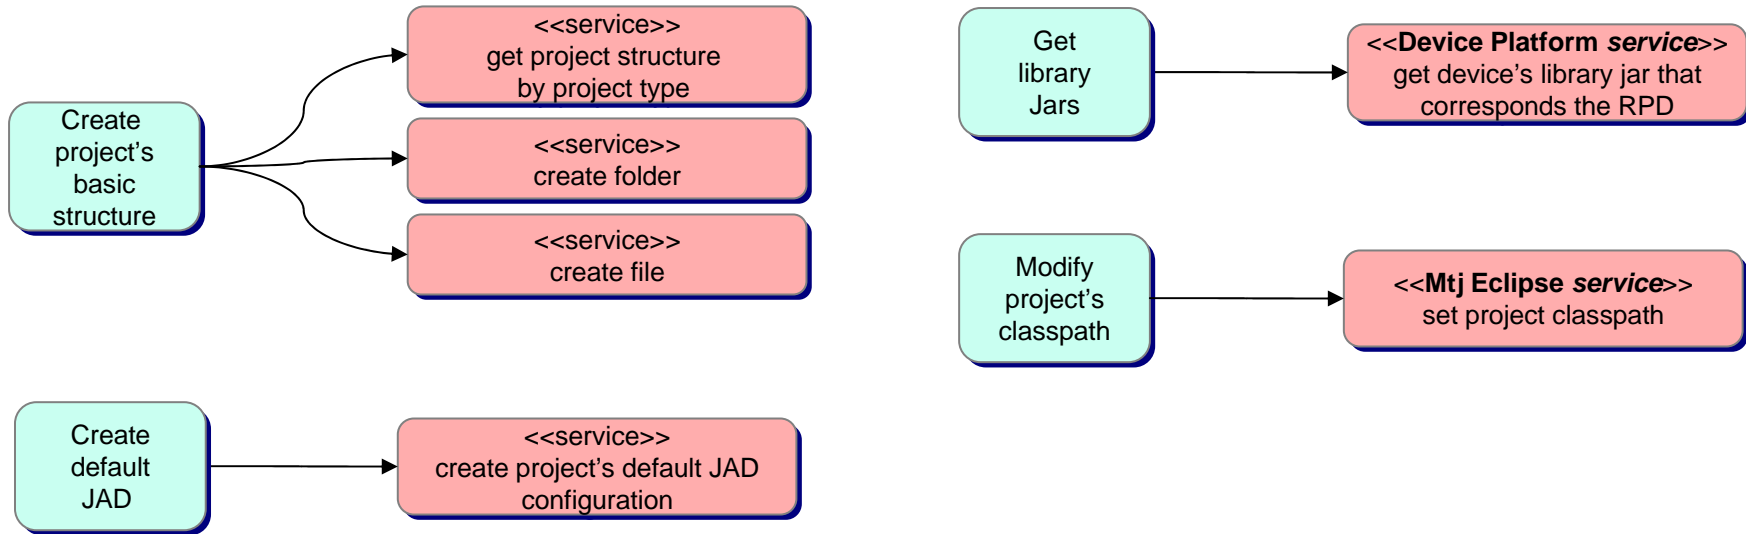 Create
project's
basic
structure
<<service>>
get project structure
by project type
<<service>>
create folder
<<service>>
create file
Create
default
JAD
<<service>>
create project's default JAD
configuration
Get
library
Jars
<<Device Platform service>>
get device's library jar that
corresponds the RPD
Modify
project's
classpath
<<Mtj Eclipse service>>
set project classpath